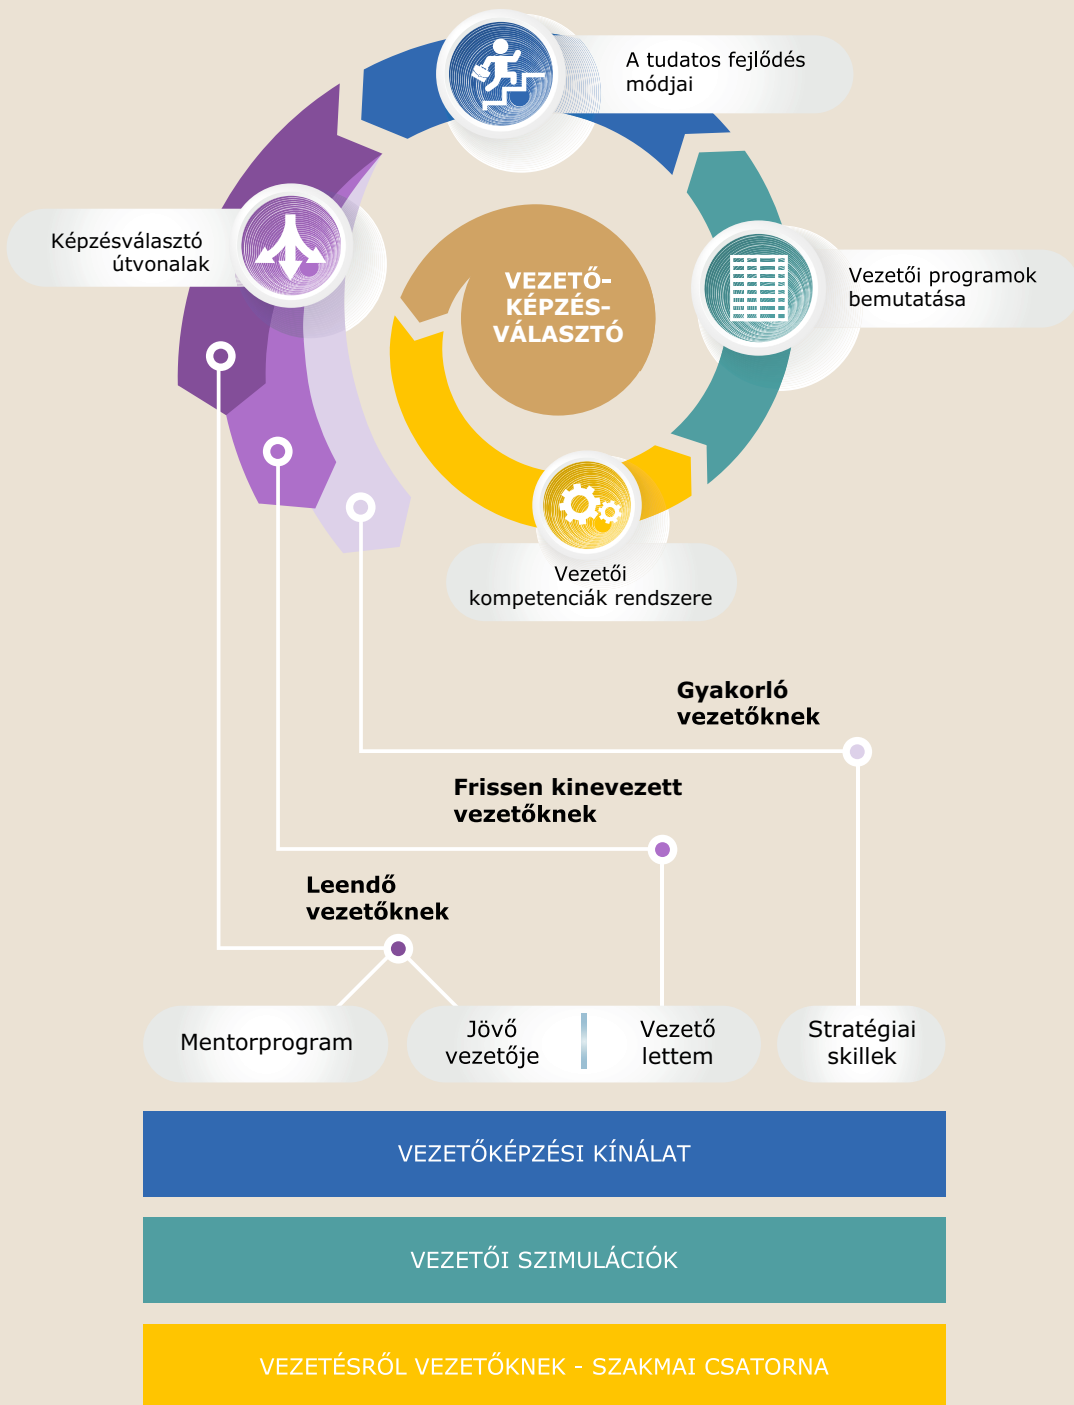 A tudatos fejlődés
módjai
Képzésválasztó
útvonalak
VEZETŐ-
KÉPZÉS-
VÁLASZTÓ
Vezetői programok
bemutatása
Vezetői
kompetenciák rendszere
Gyakorló
vezetőknek
Frissen kinevezett
vezetőknek
Leendő
vezetőknek
Mentorprogram
Jövő
vezetője
Vezető
lettem
Stratégiai
skillek
VEZETŐKÉPZÉSI KÍNÁLAT
VEZETŐI SZIMULÁCIÓK
VEZETÉSRŐL VEZETŐKNEK - SZAKMAI CSATORNA